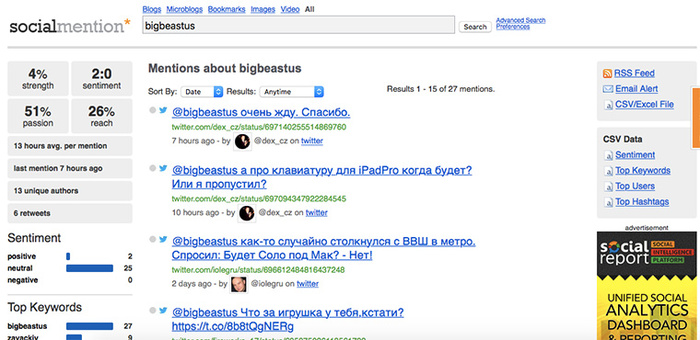 Blogs Microblogs Bookmarks Images Video All
socialmention*
bigbeastus
Search
Advanced Search
Preferences
4%
strength
2:0
sentiment
51%
passion
26%
reach
13 hours avg. per mention
last mention 7 hours ago
13 unique authors
6 retweets
Sentiment
positive 2
neutral 25
negative 0
Top Keywords
bigbeastus 27
zavackiy 9
Mentions about bigbeastus
Sort By: Date Results: Anytime
Results 1 - 15 of 27 mentions.
@bigbeastus очень жду. Спасибо.
twitter.com/dex_cz/status/697140255514869760
7 hours ago - by @dex_cz on twitter
@bigbeastus а про клавиатуру для iPadPro когда будет?
Или я пропустил?
twitter.com/dex_cz/status/697094347922284545
10 hours ago - by @dex_cz on twitter
@bigbeastus как-то случайно столкнулся с ВВШ в метро.
Спросил: Будет Соло под Мак? - Нет!
twitter.com/iolegru/status/696612484816437248
2 days ago - by @iolegru on twitter
@bigbeastus Что за игрушка у тебя,кстати?
https://t.co/8b8tQgNERg
RSS Feed
Email Alert
CSV/Excel File
CSV Data
Sentiment
Top Keywords
Top Users
Top Hashtags
advertisement
social report
SOCIAL
INTELLIGENCE
PLATFORM
UNIFIED SOCIAL
ANALYTICS
DASHBOARD
& REPORTING